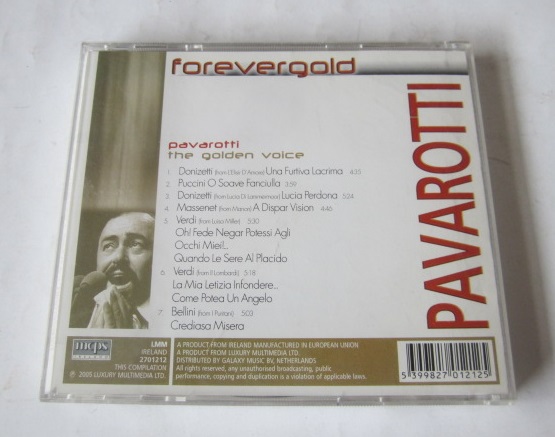 forevergold
pavarotti
the golden voice
1. Donizetti (from L'Elisir D'Amore) Una Furtiva Lacrima 4:35
2. Puccini O Soave Fanciulla 3:59
3. Donizetti (from Lucia Di Lammermoor) Lucia Perdona 5:24
4. Massenet (from Manon) A Dispar Vision 4:46
5. Verdi (from Luisa Miller) 5:30
Oh! Fede Negar Potessi Agli
Occhi Miei!..
Quando Le Sere Al Placido
6. Verdi (from I Lombardi) 5:18
La Mia Letizia Infondere...
Come Potea Un Angelo
7. Bellini (from I Puritani) 5:03
Crediasa Misera
PAVAROTTI
mcps
LMM
IRELAND
2701212
THIS COMPILATION
℗ 2005 LUXURY MULTIMEDIA LTD.
A PRODUCT FROM IRELAND MANUFACTURED IN EUROPEAN UNION
A PRODUCT FROM LUXURY MULTIMEDIA LTD.
DISTRIBUTED BY GALAXY MUSIC BV, NETHERLANDS
All rights reserved, any unauthorised broadcasting, public
performance, copying and duplication is a violation of applicable laws.
5 399827 012125